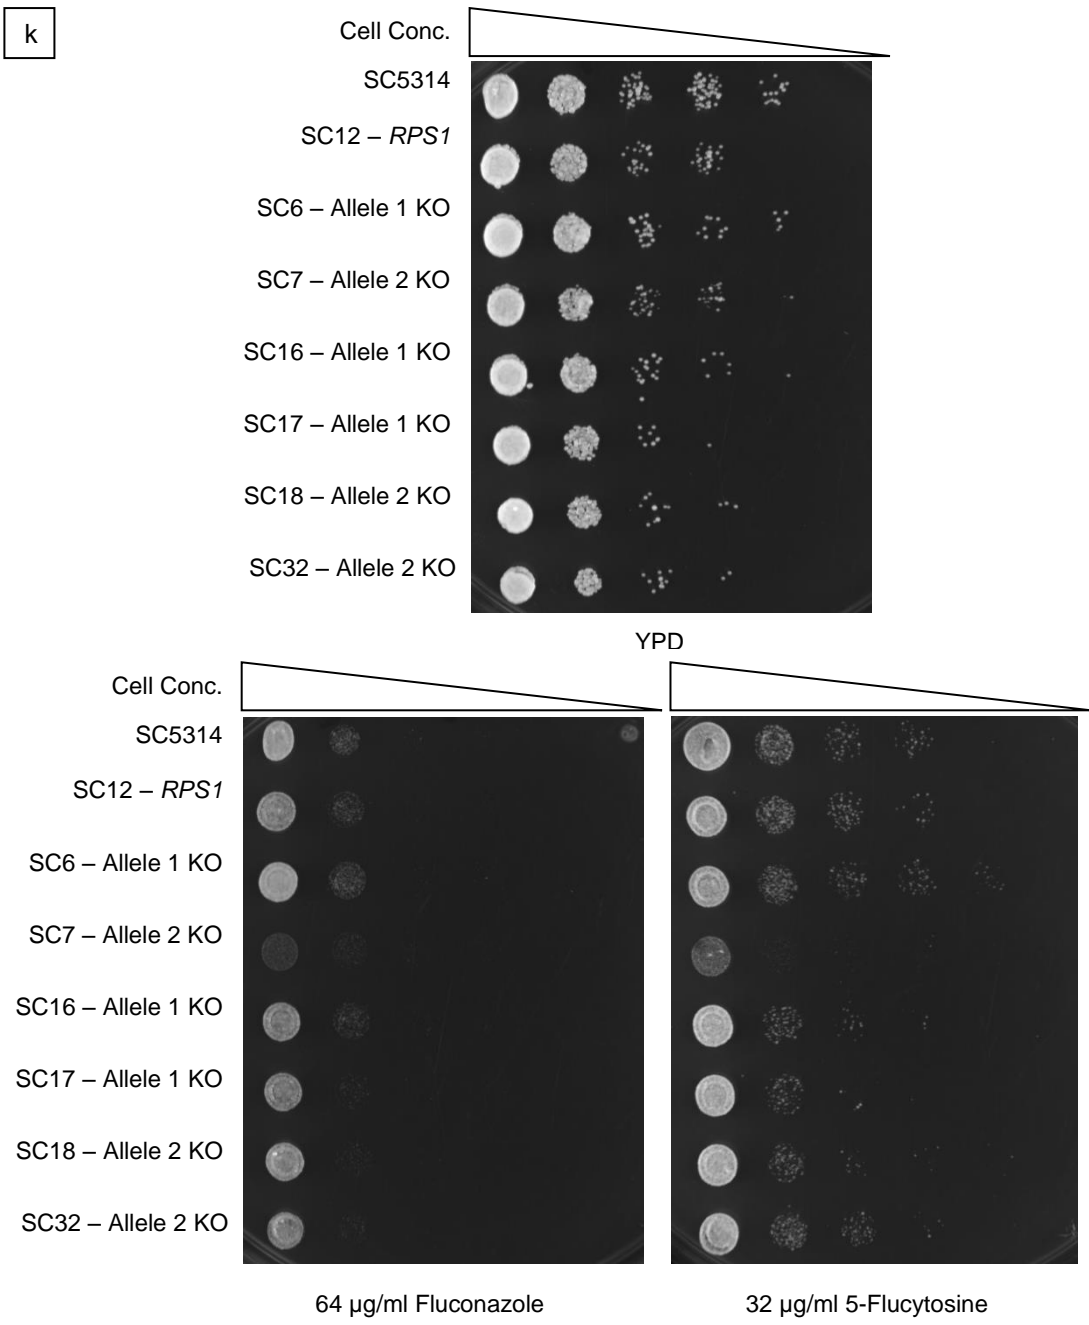 k
Cell Conc.
SC5314
SC12 – RPS1
SC6 – Allele 1 KO
SC7 – Allele 2 KO
SC16 – Allele 1 KO
SC17 – Allele 1 KO
SC18 – Allele 2 KO
SC32 – Allele 2 KO
YPD
Cell Conc.
SC5314
SC12 – RPS1
SC6 – Allele 1 KO
SC7 – Allele 2 KO
SC16 – Allele 1 KO
SC17 – Allele 1 KO
SC18 – Allele 2 KO
SC32 – Allele 2 KO
64 µg/ml Fluconazole
32 µg/ml 5-Flucytosine